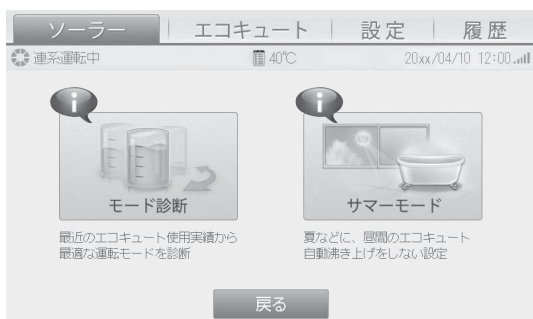 ソーラー エコキュート 設定 履歴
連系運転中 40℃ 20xx/04/10 12:00
モード診断 サマーモード
最近のエコキュート使用実績から
最適な運転モードを診断
夏などに、昼間のエコキュート
自動沸き上げをしない設定
戻る